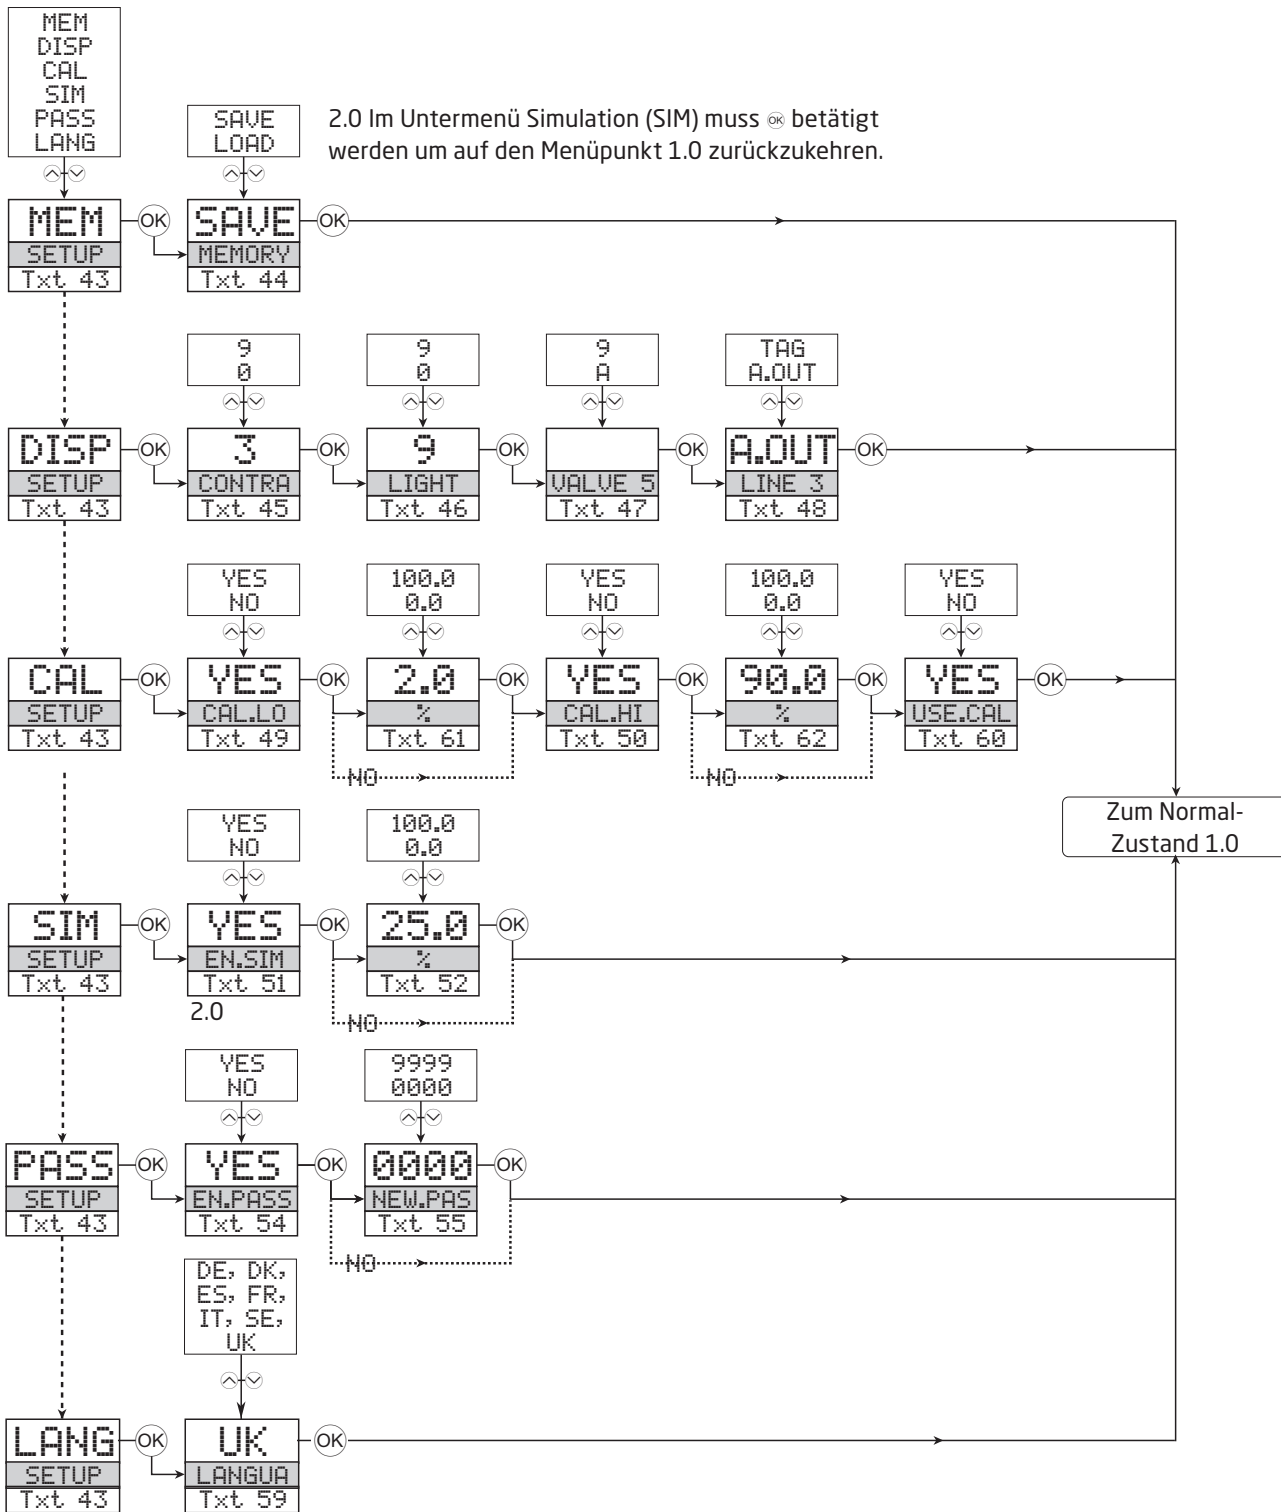 MEM
DISP
CAL
SIM
PASS
LANG
SAVE
LOAD
2.0 Im Untermenü Simulation (SIM) muss OK betätigt
werden um auf den Menüpunkt 1.0 zurückzukehren.
MEM
SETUP
Txt 43
OK
SAVE
MEMORY
Txt 44
OK
9
0
9
0
9
A
TAG
A.OUT
DISP
SETUP
Txt 43
OK
3
CONTRA
Txt 45
OK
9
LIGHT
Txt 46
OK
VALVE 5
Txt 47
OK
A.OUT
LINE 3
Txt 48
OK
YES
NO
100.0
0.0
YES
NO
100.0
0.0
YES
NO
CAL
SETUP
Txt 43
OK
YES
CAL.LO
Txt 49
OK
2.0
%
Txt 61
OK
YES
CAL.HI
Txt 50
OK
90.0
%
Txt 62
OK
YES
USE.CAL
Txt 60
OK
NO
NO
Zum Normal-
Zustand 1.0
YES
NO
100.0
0.0
SIM
SETUP
Txt 43
OK
YES
EN.SIM
Txt 51
2.0
OK
25.0
%
Txt 52
OK
NO
YES
NO
9999
0000
PASS
SETUP
Txt 43
OK
YES
EN.PASS
Txt 54
OK
0000
NEW.PAS
Txt 55
OK
NO
DE, DK,
ES, FR,
IT, SE,
UK
LANG
SETUP
Txt 43
OK
UK
LANGUA
Txt 59
OK